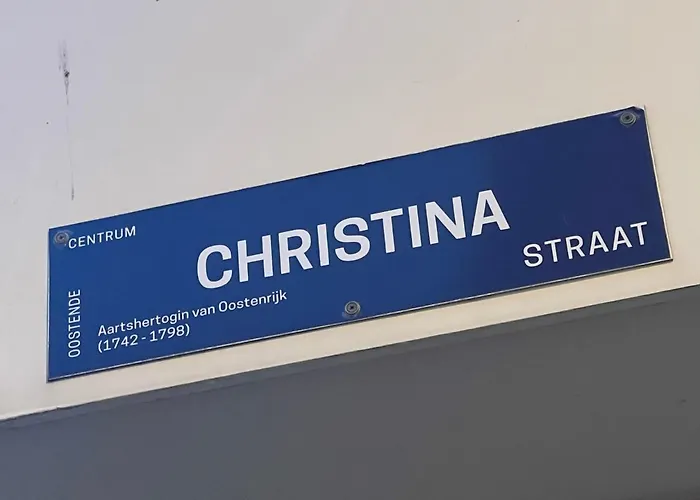 CENTRUM
CHRISTINA
STRAAT
OOSTENDE
Aartshertogin van Oostenrijk
(1742 - 1798)